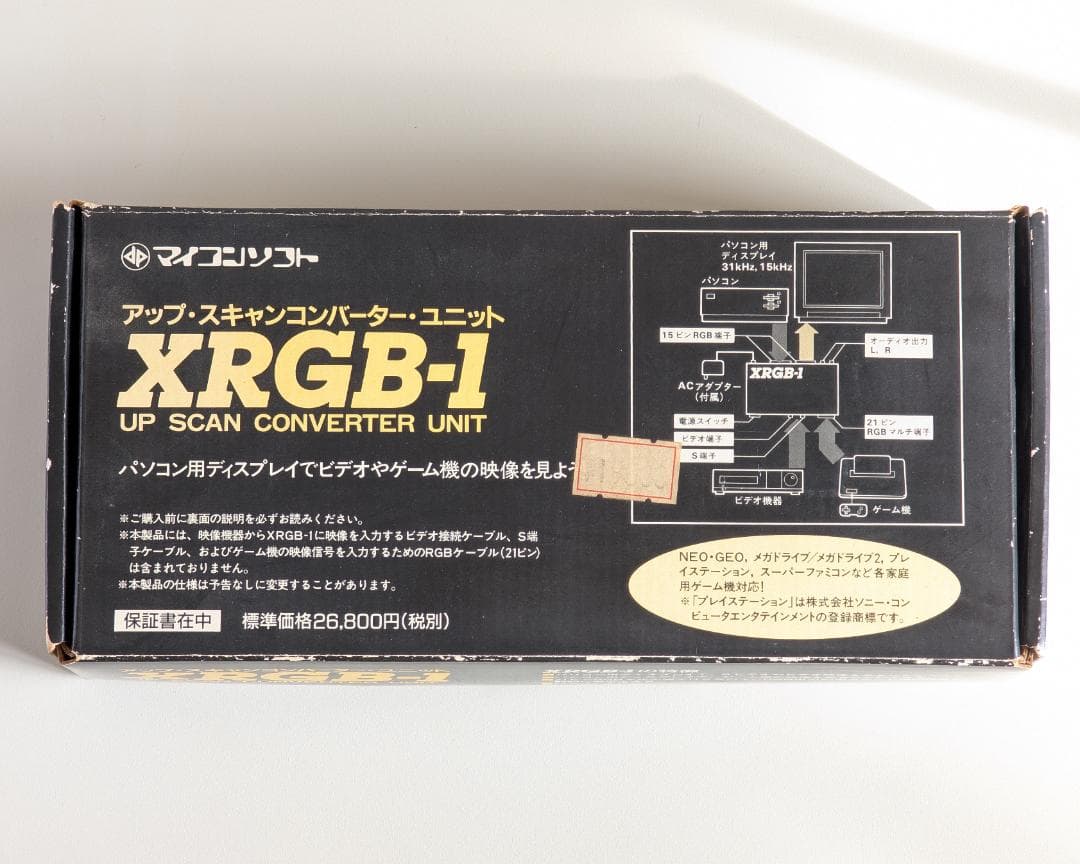 マイコンソフト
アップ・スキャンコンバーター・ユニット
XRGB-1
UP SCAN CONVERTER UNIT
パソコン用ディスプレイでビデオやゲーム機の映像を見よ
※ご購入前に裏面の説明を必ずお読みください。
※本製品には、映像機器からXRGB-1に映像を入力するビデオ接続ケーブル、S端
子ケーブル、およびゲーム機の映像信号を入力するためのRGBケーブル(21ピン)
は含まれておりません。
※本製品の仕様は予告なしに変更することがあります。
保証書在中 標準価格26,800円(税別)
パソコン用
ディスプレイ
31kHz, 15kHz
パソコン
15ピンRGB端子
オーディオ出力
L, R
XRGB-1
ACアダプター
(付属)
電源スイッチ
ビデオ端子
S端子
21ピン
RGBマルチ端子
ビデオ機器
ゲーム機
NEO・GEO, メガドライブ/メガドライブ2, プレ
イステーション, スーパーファミコンなど各家庭
用ゲーム機対応!
※「プレイステーション」は株式会社ソニー・コン
ピュータエンタテインメントの登録商標です。
XRGB-1